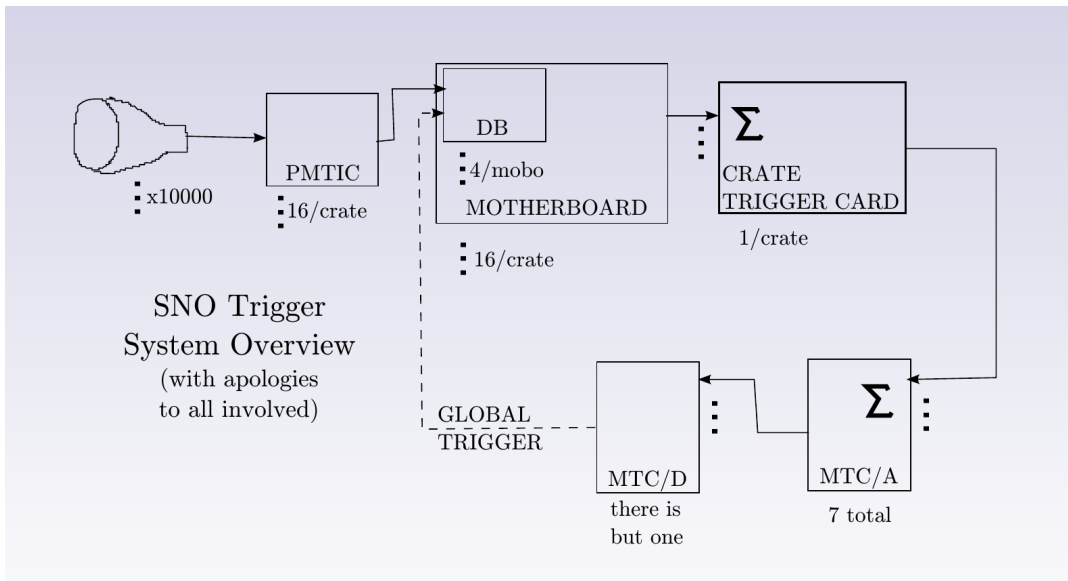 DB
PMTIC
4/mobo
MOTHERBOARD
Σ
CRATE
TRIGGER CARD
x10000
16/crate
16/crate
1/crate
SNO Trigger
System Overview
(with apologies
to all involved)
GLOBAL
TRIGGER
MTC/D
there is
but one
Σ
MTC/A
7 total